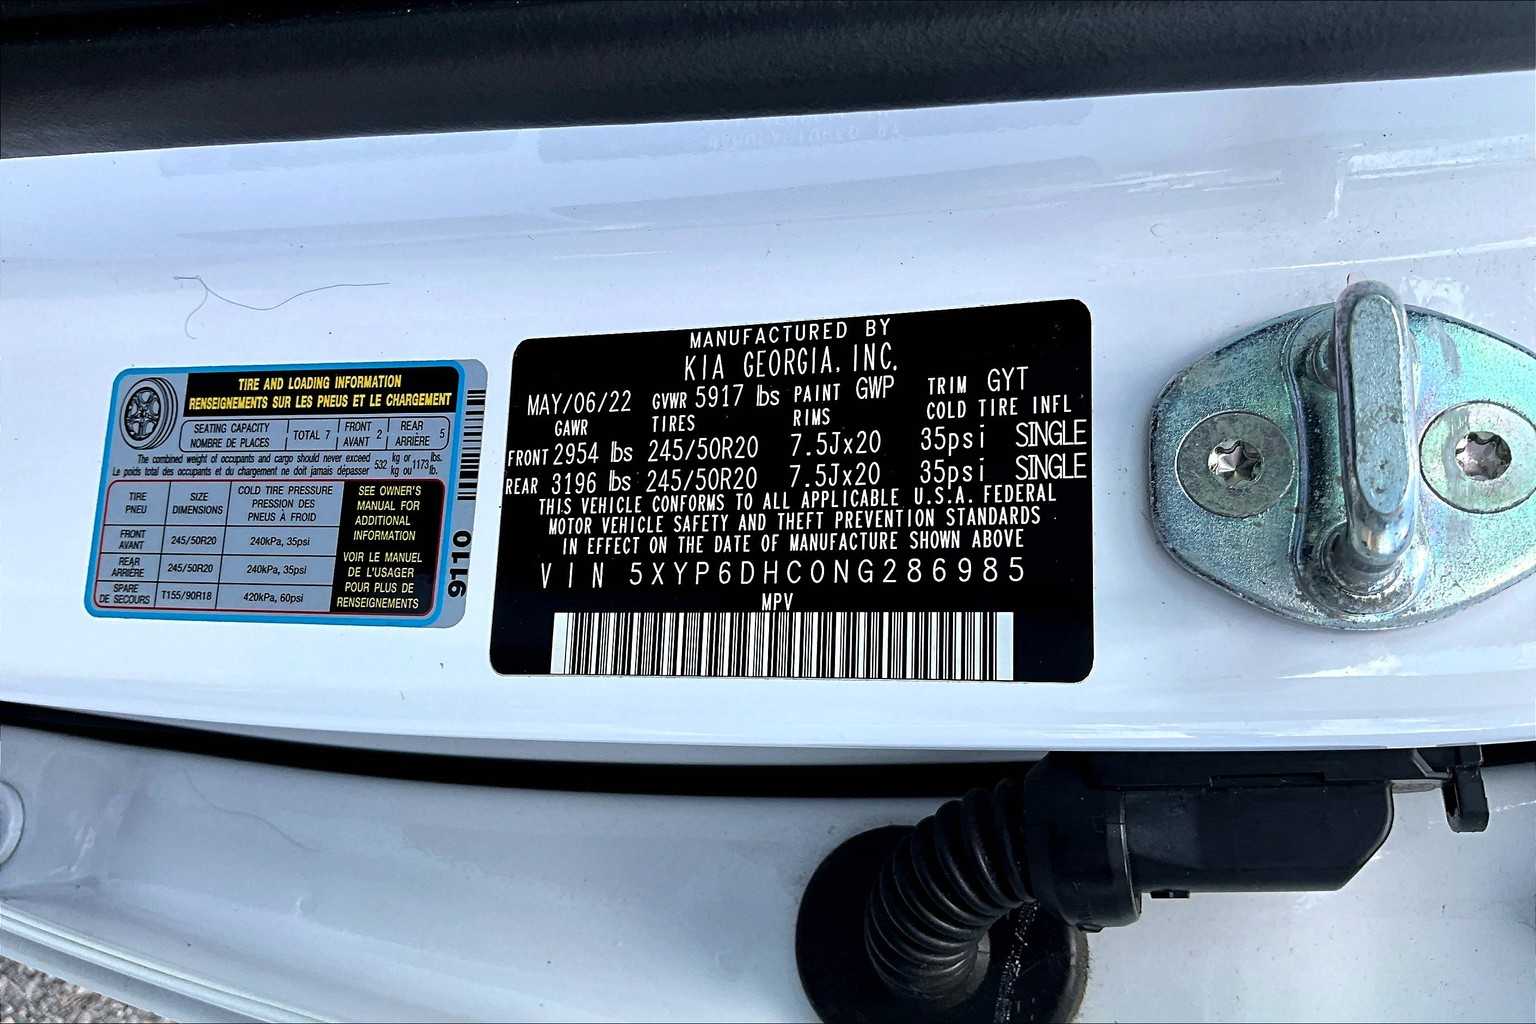 TIRE AND LOADING INFORMATION
RENSEIGNEMENTS SUR LES PNEUS ET LE CHARGEMENT
SEATING CAPACITY
NOMBRE DE PLACES
TOTAL 7
FRONT
AVANT 2
REAR
ARRIÈRE 5
The combined weight of occupants and cargo should never exceed 532 kg or 1173 lbs.
Le poids total des occupants et du chargement ne doit jamais dépasser 532 kg ou 1173 lb.
TIRE
PNEU
SIZE
DIMENSIONS
COLD TIRE PRESSURE
PRESSION DES
PNEUS À FROID
FRONT
AVANT
245/50R20
240kPa, 35psi
REAR
ARRIÈRE
245/50R20
240kPa, 35psi
SPARE
DE SECOURS
T155/90R18
420kPa, 60psi
SEE OWNER'S
MANUAL FOR
ADDITIONAL
INFORMATION
VOIR LE MANUEL
DE L'USAGER
POUR PLUS DE
RENSEIGNEMENTS
91110
MANUFACTURED BY
KIA GEORGIA, INC.
MAY/06/22 GVWR 5917 lbs PAINT GWP TRIM GYT
GAWR TIRES RIMS COLD TIRE INFL
FRONT 2954 lbs 245/50R20 7.5Jx20 35psi SINGLE
REAR 3196 lbs 245/50R20 7.5Jx20 35psi SINGLE
THIS VEHICLE CONFORMS TO ALL APPLICABLE U.S.A. FEDERAL
MOTOR VEHICLE SAFETY AND THEFT PREVENTION STANDARDS
IN EFFECT ON THE DATE OF MANUFACTURE SHOWN ABOVE
VIN 5XYP6DHC0NG286985
MPV